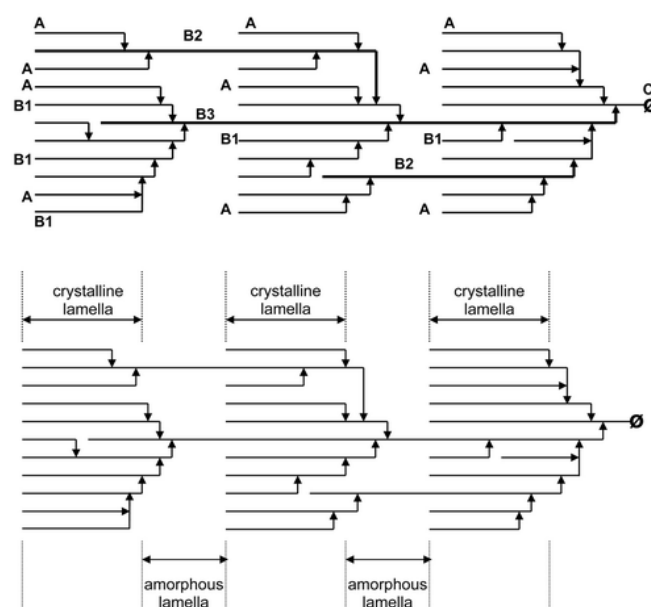 A A A
B2
A A
A A
C
B1 Ø
B3
B1 B1
B1 B2
A
A A
B1
crystalline crystalline crystalline
lamella lamella lamella
Ø
amorphous amorphous
lamella lamella